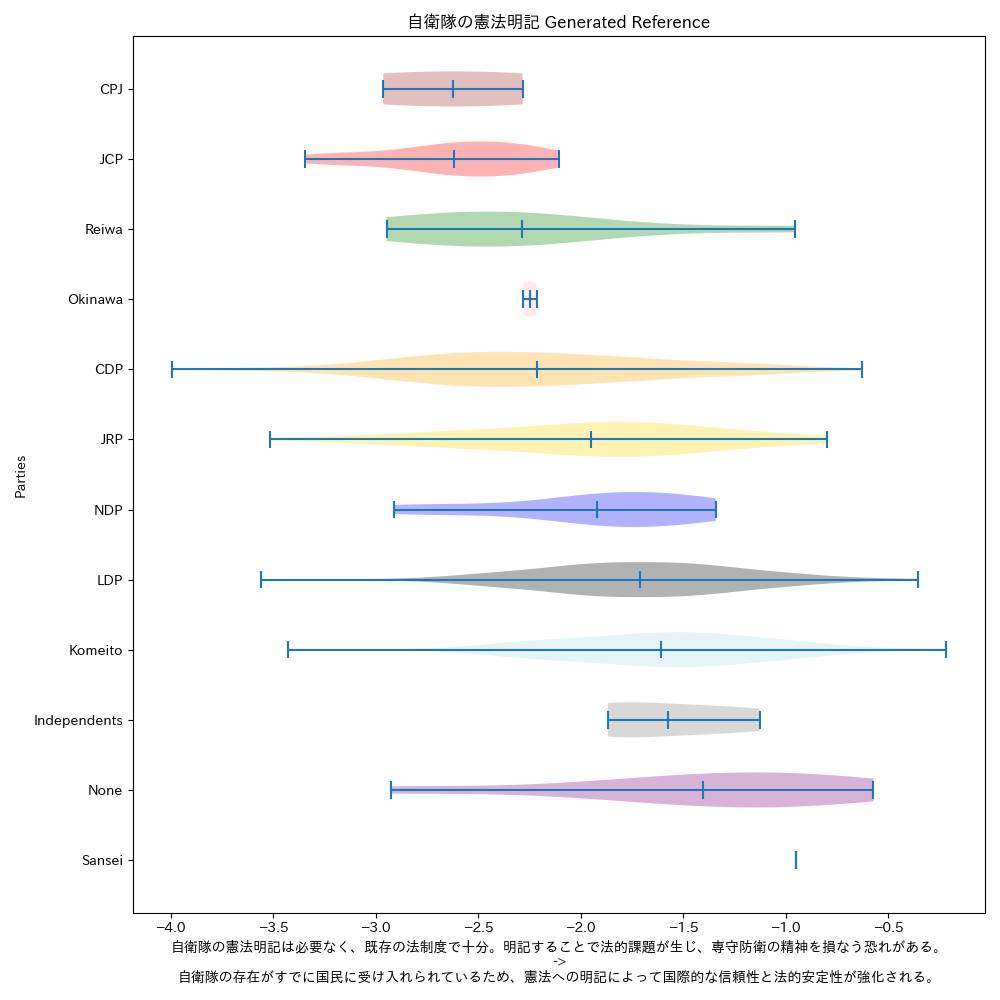 自衛隊の憲法明記 Generated Reference
Parties
CPJ
JCP
Reiwa
Okinawa
CDP
JRP
NDP
LDP
Komeito
Independents
None
Sansei
−4.0 −3.5 −3.0 −2.5 −2.0 −1.5 −1.0 −0.5
自衛隊の憲法明記は必要なく、既存の法制度で十分。明記することで法的課題が生じ、専守防衛の精神を損なう恐れがある。
->
自衛隊の存在がすでに国民に受け入れられているため、憲法への明記によって国際的な信頼性と法的安定性が強化される。